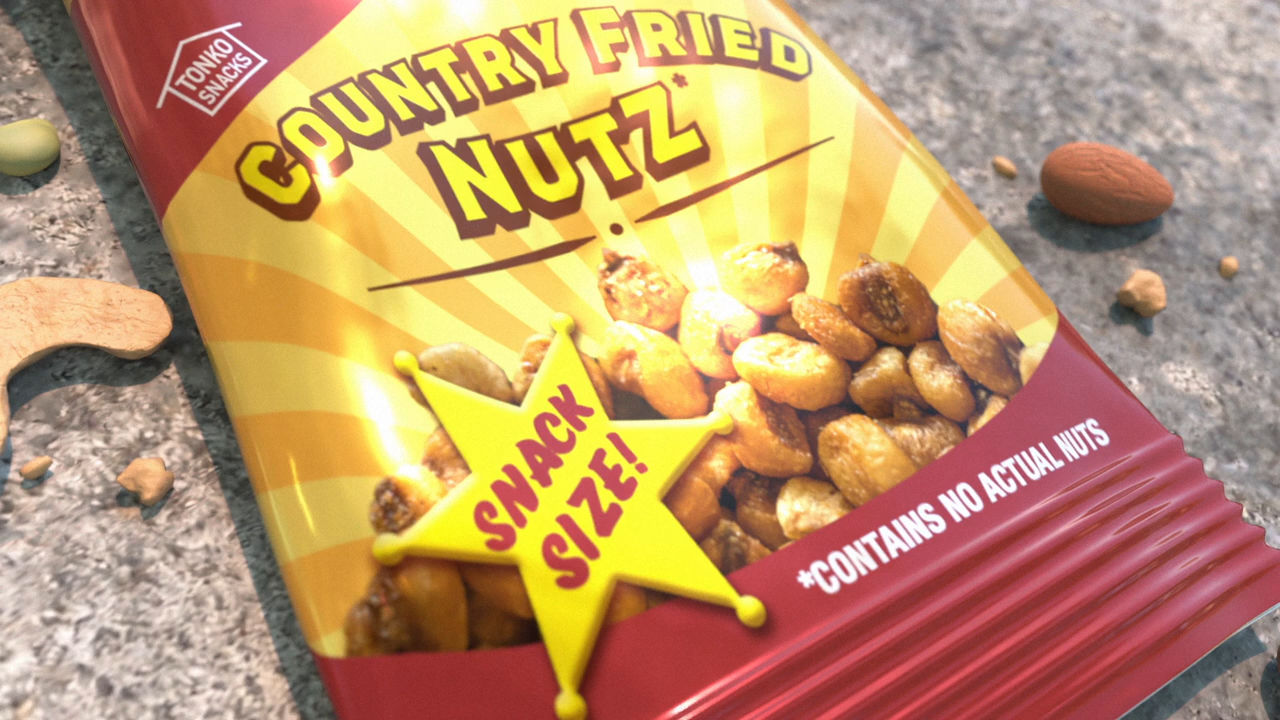 TONKO
SNACKS
COUNTRY FRIED
NUTZ*
SNACK
SIZE!
*CONTAINS NO ACTUAL NUTS